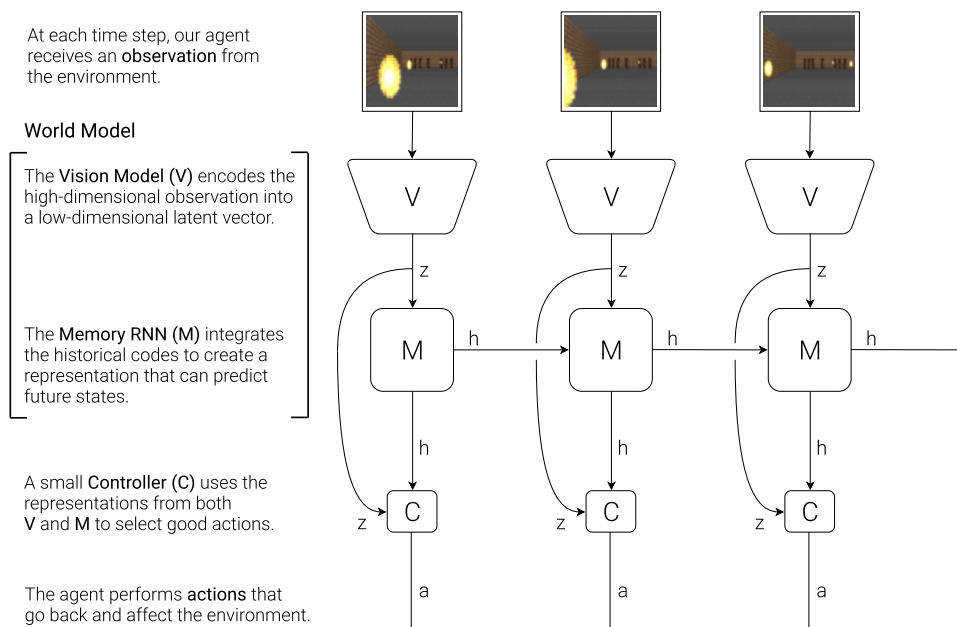 At each time step, our agent
receives an observation from
the environment.
World Model
The Vision Model (V) encodes the
high-dimensional observation into
a low-dimensional latent vector.
V V V
z z z
The Memory RNN (M) integrates
the historical codes to create a
representation that can predict
future states.
h h h
M M M
h h h
A small Controller (C) uses the
representations from both
V and M to select good actions.
C C C
z z z
The agent performs actions that
go back and affect the environment.
a a a